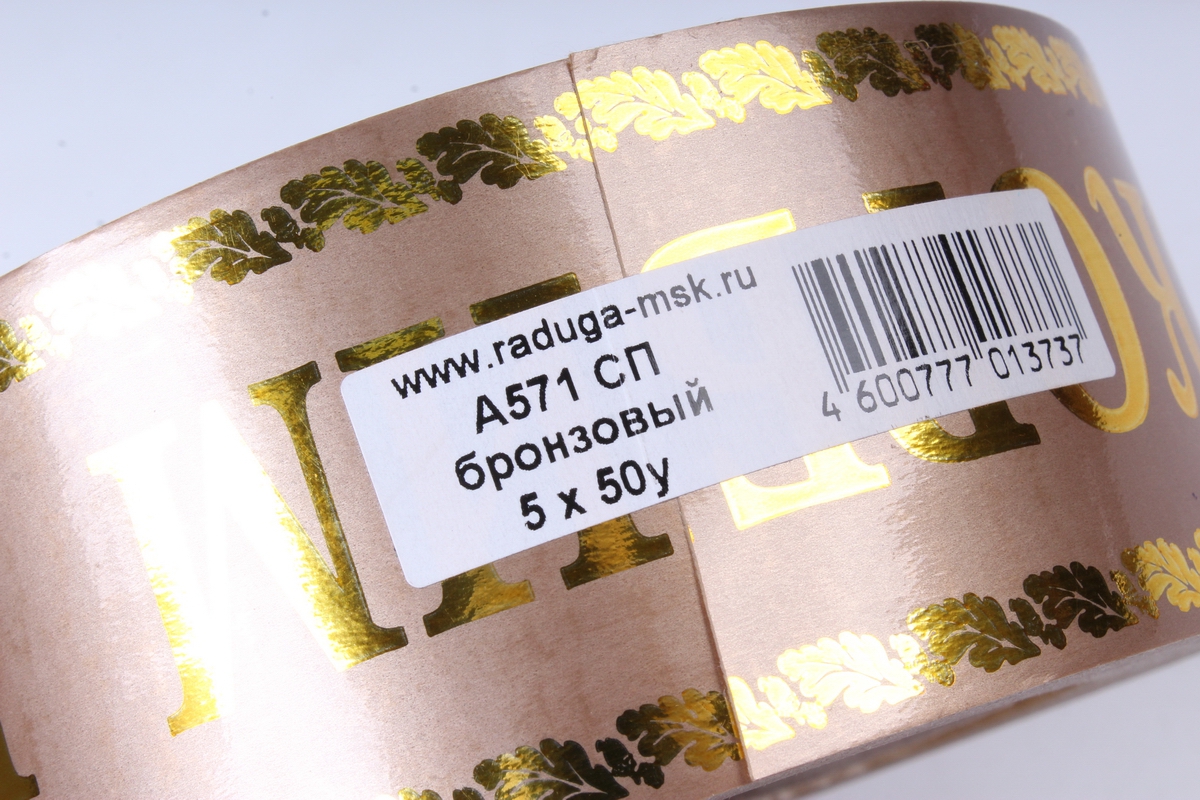 www.raduga-msk.ru
А571 СП
бронзовый
5 x 50y
4 600777 013737